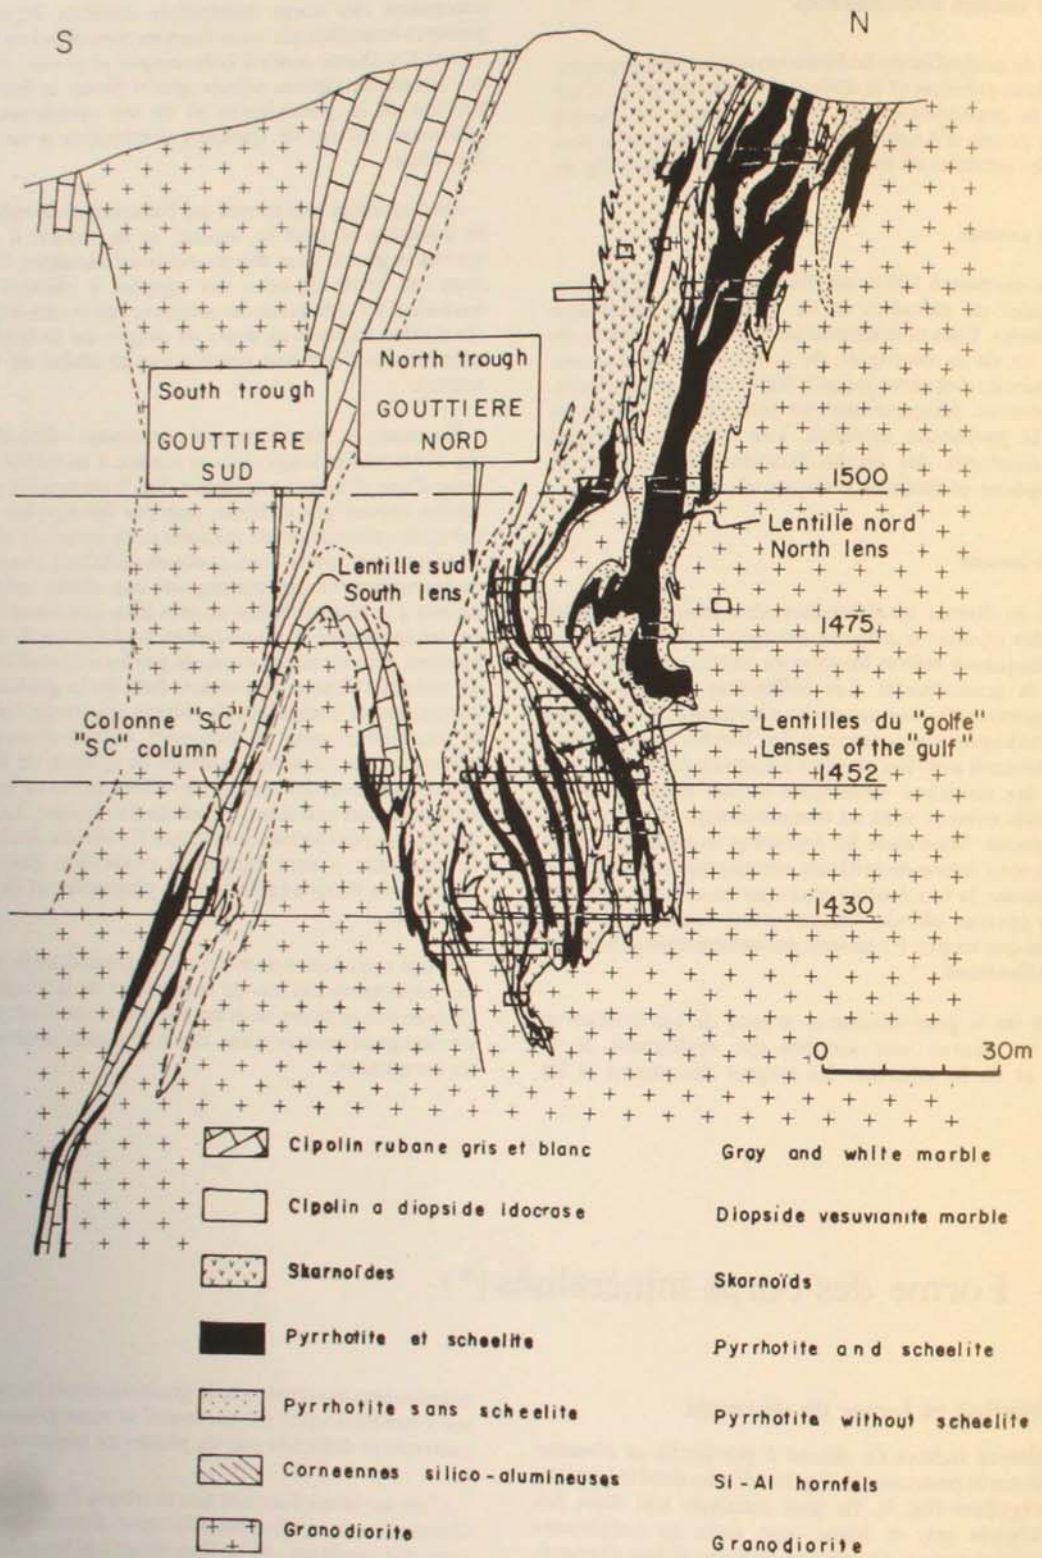 S
N
South trough
GOUTTIERE
SUD
North trough
GOUTTIERE
NORD
1500
Lentille nord
North lens
Lentille sud
South lens
1475
Colonne "SC"
"SC" column
Lentilles du "golfe"
Lenses of the "gulf"
1452
1430
0 30m
Cipolin rubane gris et blanc Gray and white marble
Cipolin a diopside idocrase Diopside vesuvianite marble
Skarnoïdes Skarnoïds
Pyrrhotite et scheelite Pyrrhotite and scheelite
Pyrrhotite sans scheelite Pyrrhotite without scheelite
Corneennes silico-alumineuses Si-Al hornfels
Granodiorite Granodiorite